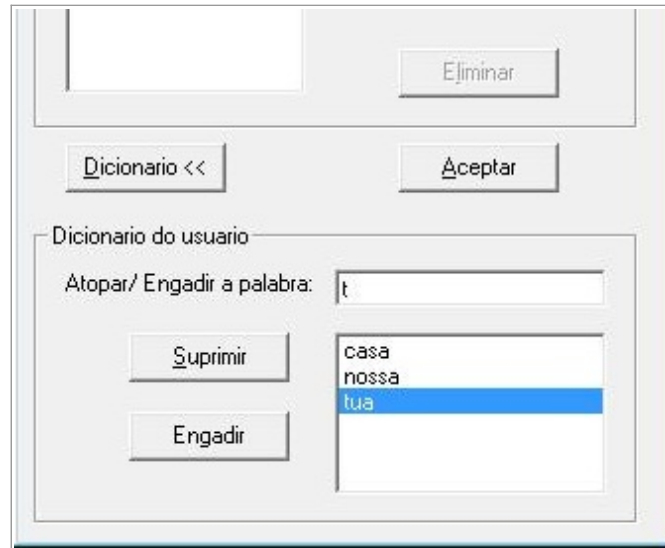 Eliminar
Dicionario <<
Aceptar
Dicionario do usuario
Atopar/ Engadir a palabra:
t
Suprimir
casa
nossa
tua
Engadir